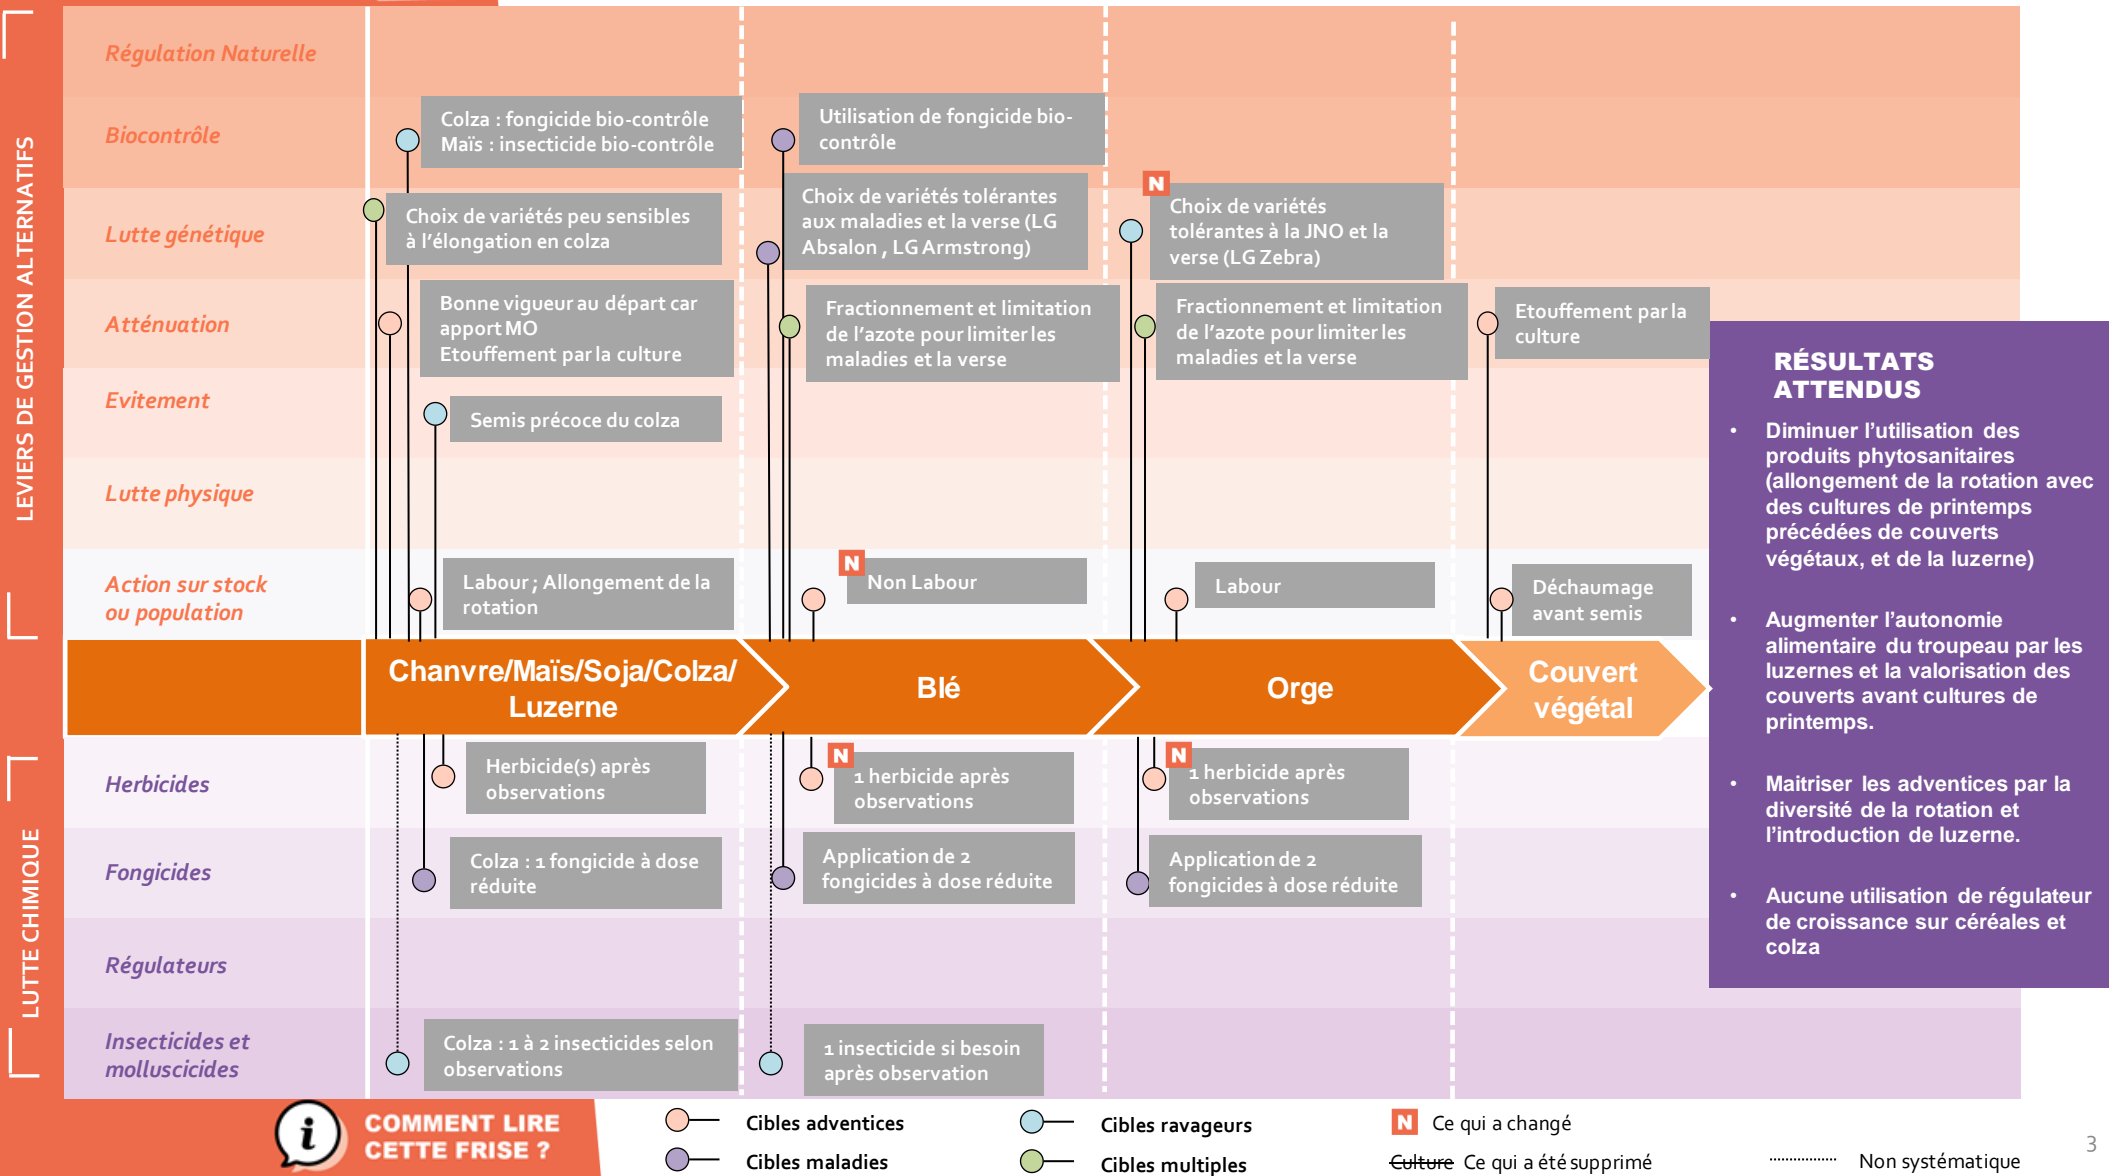 LEVIERS DE GESTION ALTERNATIFS
Régulation Naturelle
Biocontrôle
Colza : fongicide bio-contrôle
Maïs : insecticide bio-contrôle
Utilisation de fongicide bio-
contrôle
Lutte génétique
Choix de variétés peu sensibles
à l'élongation en colza
Choix de variétés tolérantes
aux maladies et la verse (LG
Absalon , LG Armstrong)
N
Choix de variétés
tolérantes à la JNO et la
verse (LG Zebra)
Atténuation
Bonne vigueur au départ car
apport MO
Etouffement par la culture
Fractionnement et limitation
de l'azote pour limiter les
maladies et la verse
Fractionnement et limitation
de l'azote pour limiter les
maladies et la verse
Etouffement par la
culture
Evitement
Semis précoce du colza
Lutte physique
Action sur stock
ou population
Labour ; Allongement de la
rotation
N
Non Labour
Labour
Déchaumage
avant semis
Chanvre/Maïs/Soja/Colza/
Luzerne
Blé
Orge
Couvert
végétal
LUTTE CHIMIQUE
Herbicides
Herbicide(s) après
observations
N
1 herbicide après
observations
N
1 herbicide après
observations
Fongicides
Colza : 1 fongicide à dose
réduite
Application de 2
fongicides à dose réduite
Application de 2
fongicides à dose réduite
Régulateurs
Insecticides et
molluscicides
Colza : 1 à 2 insecticides selon
observations
1 insecticide si besoin
après observation
RÉSULTATS
ATTENDUS
• Diminuer l'utilisation des
produits phytosanitaires
(allongement de la rotation avec
des cultures de printemps
précédées de couverts
végétaux, et de la luzerne)
• Augmenter l'autonomie
alimentaire du troupeau par les
luzernes et la valorisation des
couverts avant cultures de
printemps.
• Maitriser les adventices par la
diversité de la rotation et
l'introduction de luzerne.
• Aucune utilisation de régulateur
de croissance sur céréales et
colza
i
COMMENT LIRE
CETTE FRISE ?
Cibles adventices
Cibles maladies
Cibles ravageurs
Cibles multiples
N Ce qui a changé
Culture Ce qui a été supprimé
Non systématique
3